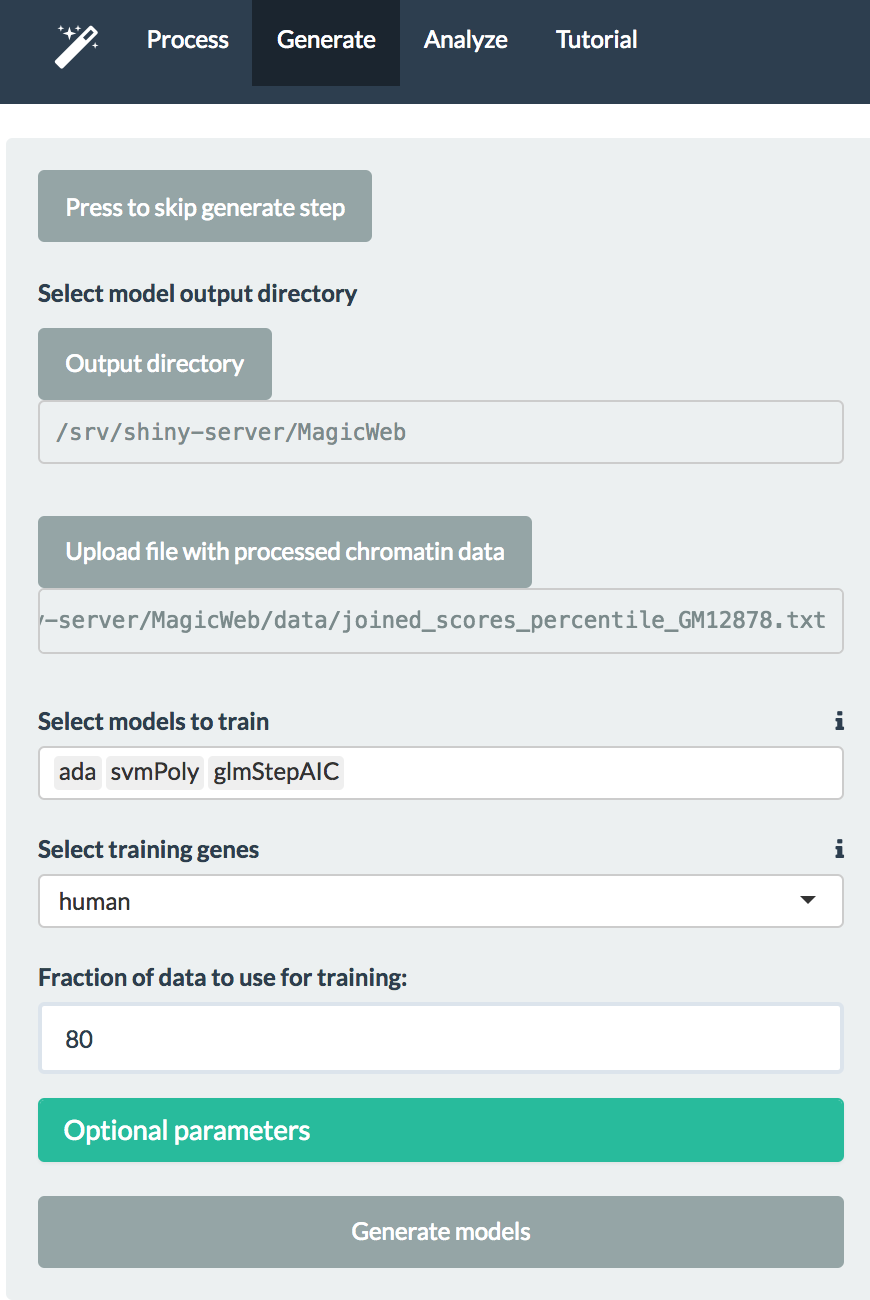 Process Generate Analyze Tutorial
Press to skip generate step
Select model output directory
Output directory
/srv/shiny-server/MagicWeb
Upload file with processed chromatin data
-server/MagicWeb/data/joined_scores_percentile_GM12878.txt
Select models to train
ada svmPoly glmStepAIC
Select training genes
human
Fraction of data to use for training:
80
Optional parameters
Generate models